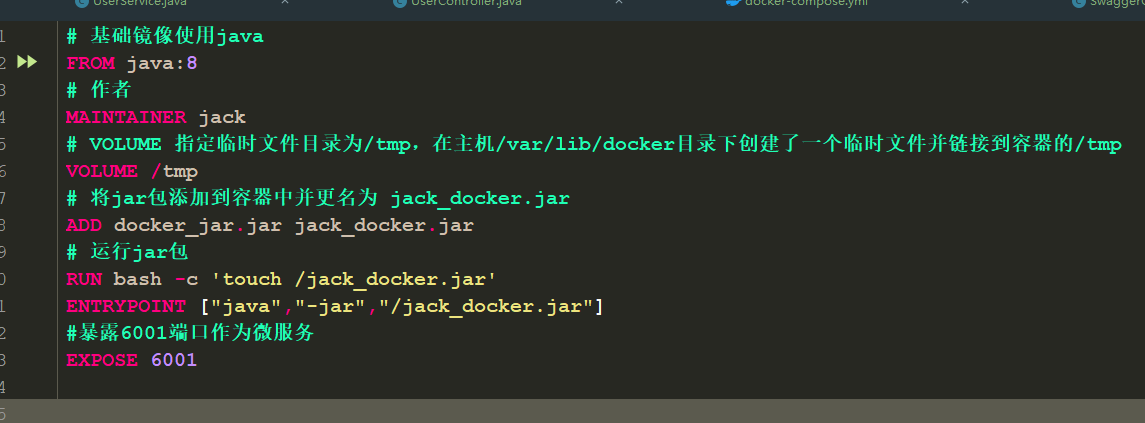 UserService.java × UserController.java × docker-compose.yml × Swagger
1 # 基础镜像使用java
2 FROM java:8
3 # 作者
4 MAINTAINER jack
5 # VOLUME 指定临时文件目录为/tmp，在主机/var/lib/docker目录下创建了一个临时文件并链接到容器的/tmp
6 VOLUME /tmp
7 # 将jar包添加到容器中并更名为 jack_docker.jar
8 ADD docker_jar.jar jack_docker.jar
9 # 运行jar包
0 RUN bash -c 'touch /jack_docker.jar'
1 ENTRYPOINT ["java","-jar","/jack_docker.jar"]
2 #暴露6001端口作为微服务
3 EXPOSE 6001
4
5